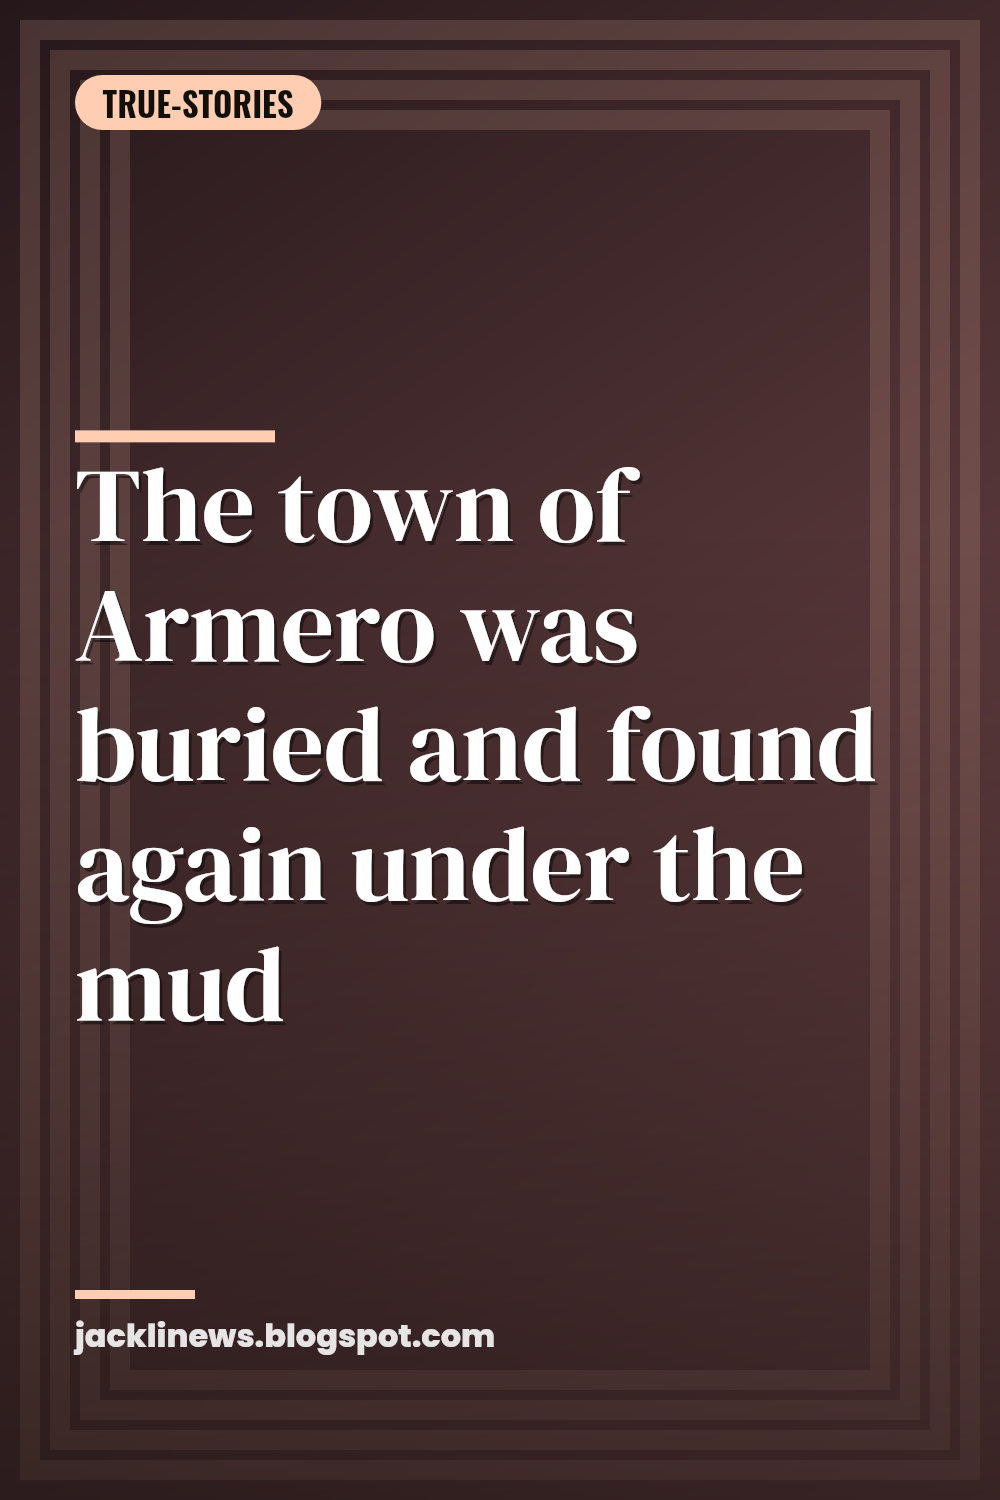 TRUE-STORIES
The town of
Armero was
buried and found
again under the
mud
jacklinews.blogspot.com